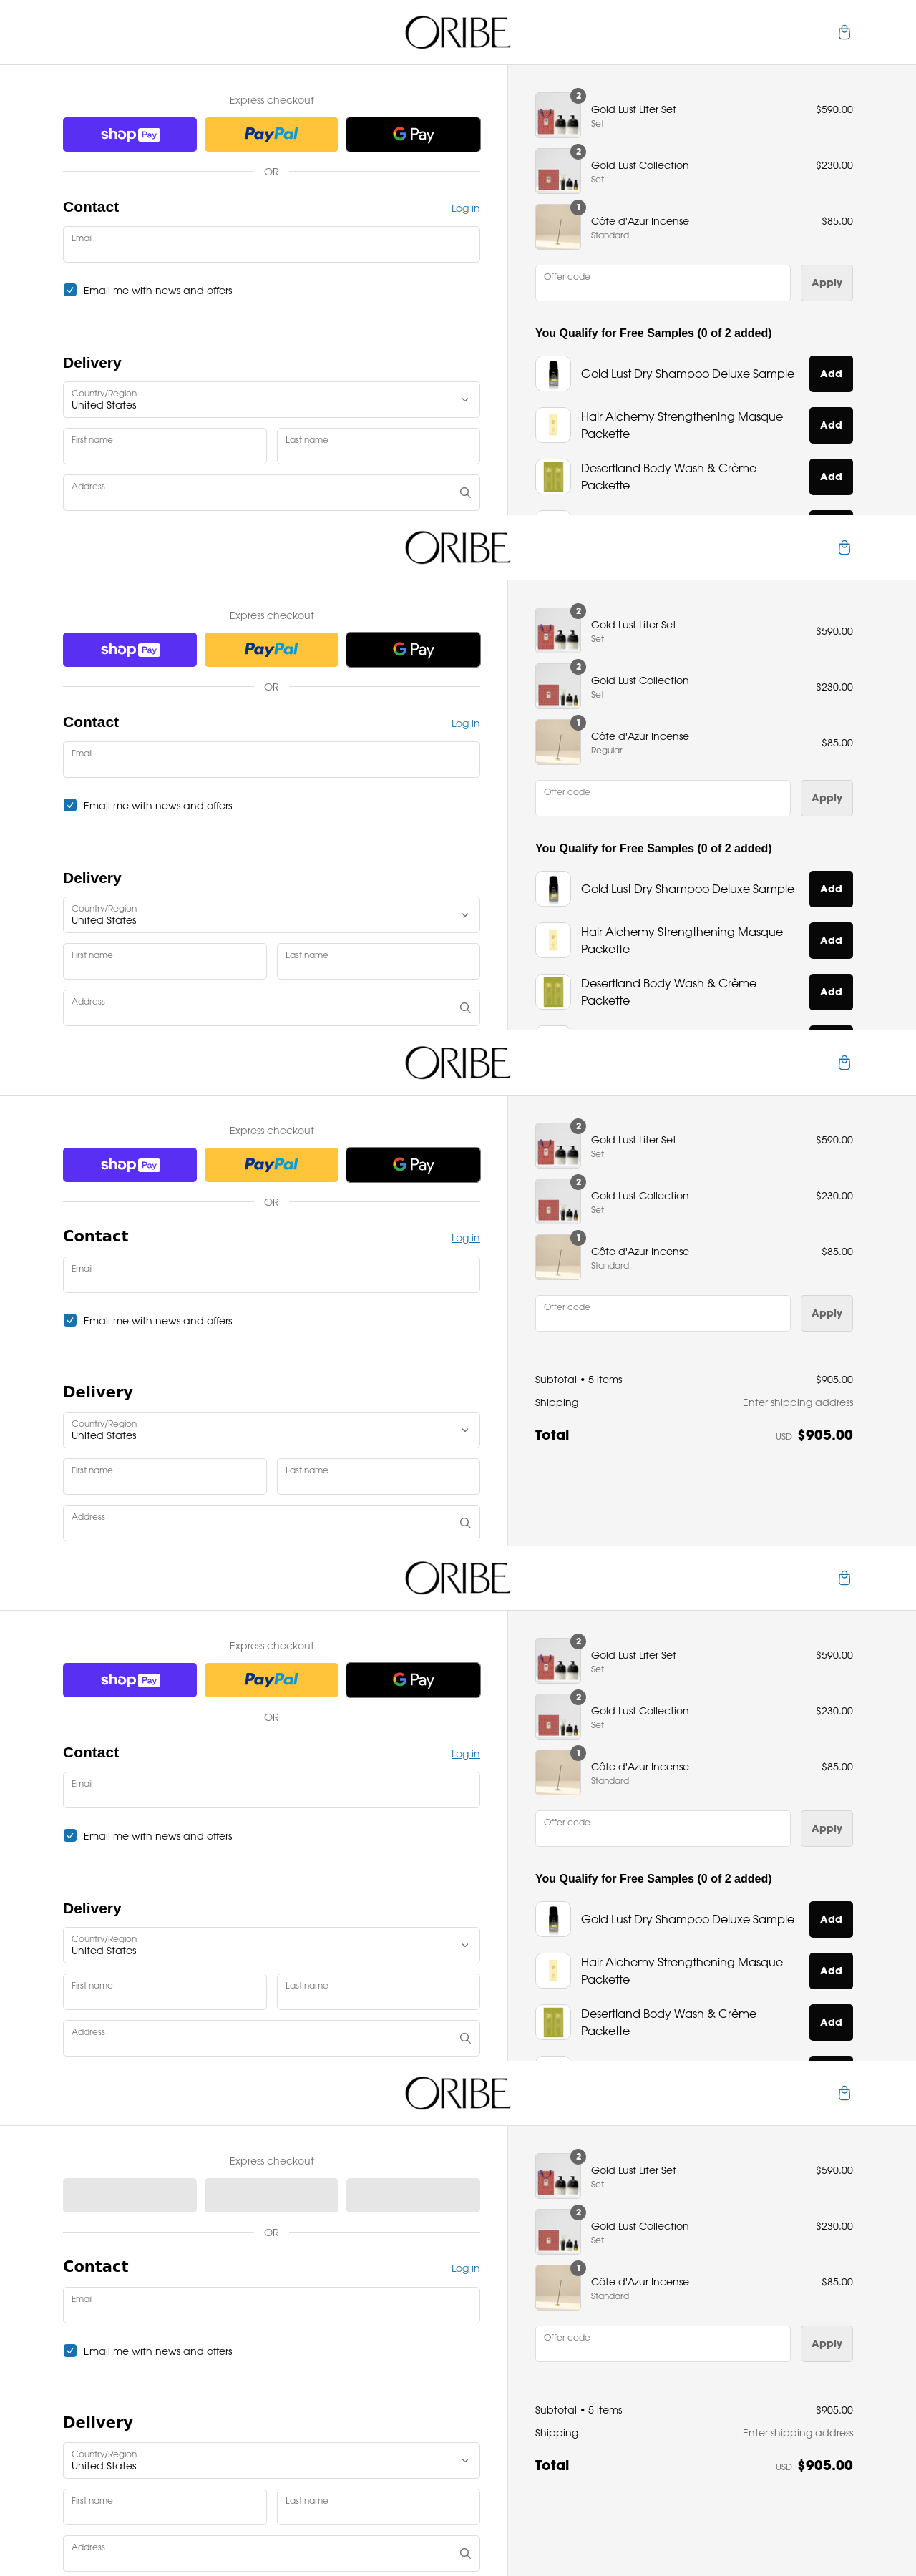 ORIBE
Express checkout
shop Pay
PayPal
G Pay
OR
Contact
Log in
Email
Email me with news and offers
Delivery
Country/Region
United States
First name
Last name
Address
2
Gold Lust Liter Set
$590.00
Set
2
Gold Lust Collection
$230.00
Set
1
Côte d'Azur Incense
$85.00
Standard
Offer code
Apply
You Qualify for Free Samples (0 of 2 added)
Gold Lust Dry Shampoo Deluxe Sample
Add
Hair Alchemy Strengthening Masque
Packette
Add
Desertland Body Wash & Crème
Packette
Add
ORIBE
Express checkout
shop Pay
PayPal
G Pay
OR
Contact
Log in
Email
Email me with news and offers
Delivery
Country/Region
United States
First name
Last name
Address
2
Gold Lust Liter Set
$590.00
Set
2
Gold Lust Collection
$230.00
Set
1
Côte d'Azur Incense
$85.00
Regular
Offer code
Apply
You Qualify for Free Samples (0 of 2 added)
Gold Lust Dry Shampoo Deluxe Sample
Add
Hair Alchemy Strengthening Masque
Packette
Add
Desertland Body Wash & Crème
Packette
Add
ORIBE
Express checkout
shop Pay
PayPal
G Pay
OR
Contact
Log in
Email
Email me with news and offers
Delivery
Country/Region
United States
First name
Last name
Address
2
Gold Lust Liter Set
$590.00
Set
2
Gold Lust Collection
$230.00
Set
1
Côte d'Azur Incense
$85.00
Standard
Offer code
Apply
Subtotal • 5 items
$905.00
Shipping
Enter shipping address
Total
USD $905.00
ORIBE
Express checkout
shop Pay
PayPal
G Pay
OR
Contact
Log in
Email
Email me with news and offers
Delivery
Country/Region
United States
First name
Last name
Address
2
Gold Lust Liter Set
$590.00
Set
2
Gold Lust Collection
$230.00
Set
1
Côte d'Azur Incense
$85.00
Standard
Offer code
Apply
You Qualify for Free Samples (0 of 2 added)
Gold Lust Dry Shampoo Deluxe Sample
Add
Hair Alchemy Strengthening Masque
Packette
Add
Desertland Body Wash & Crème
Packette
Add
ORIBE
Express checkout
OR
Contact
Log in
Email
Email me with news and offers
Delivery
Country/Region
United States
First name
Last name
Address
2
Gold Lust Liter Set
$590.00
Set
2
Gold Lust Collection
$230.00
Set
1
Côte d'Azur Incense
$85.00
Standard
Offer code
Apply
Subtotal • 5 items
$905.00
Shipping
Enter shipping address
Total
USD $905.00